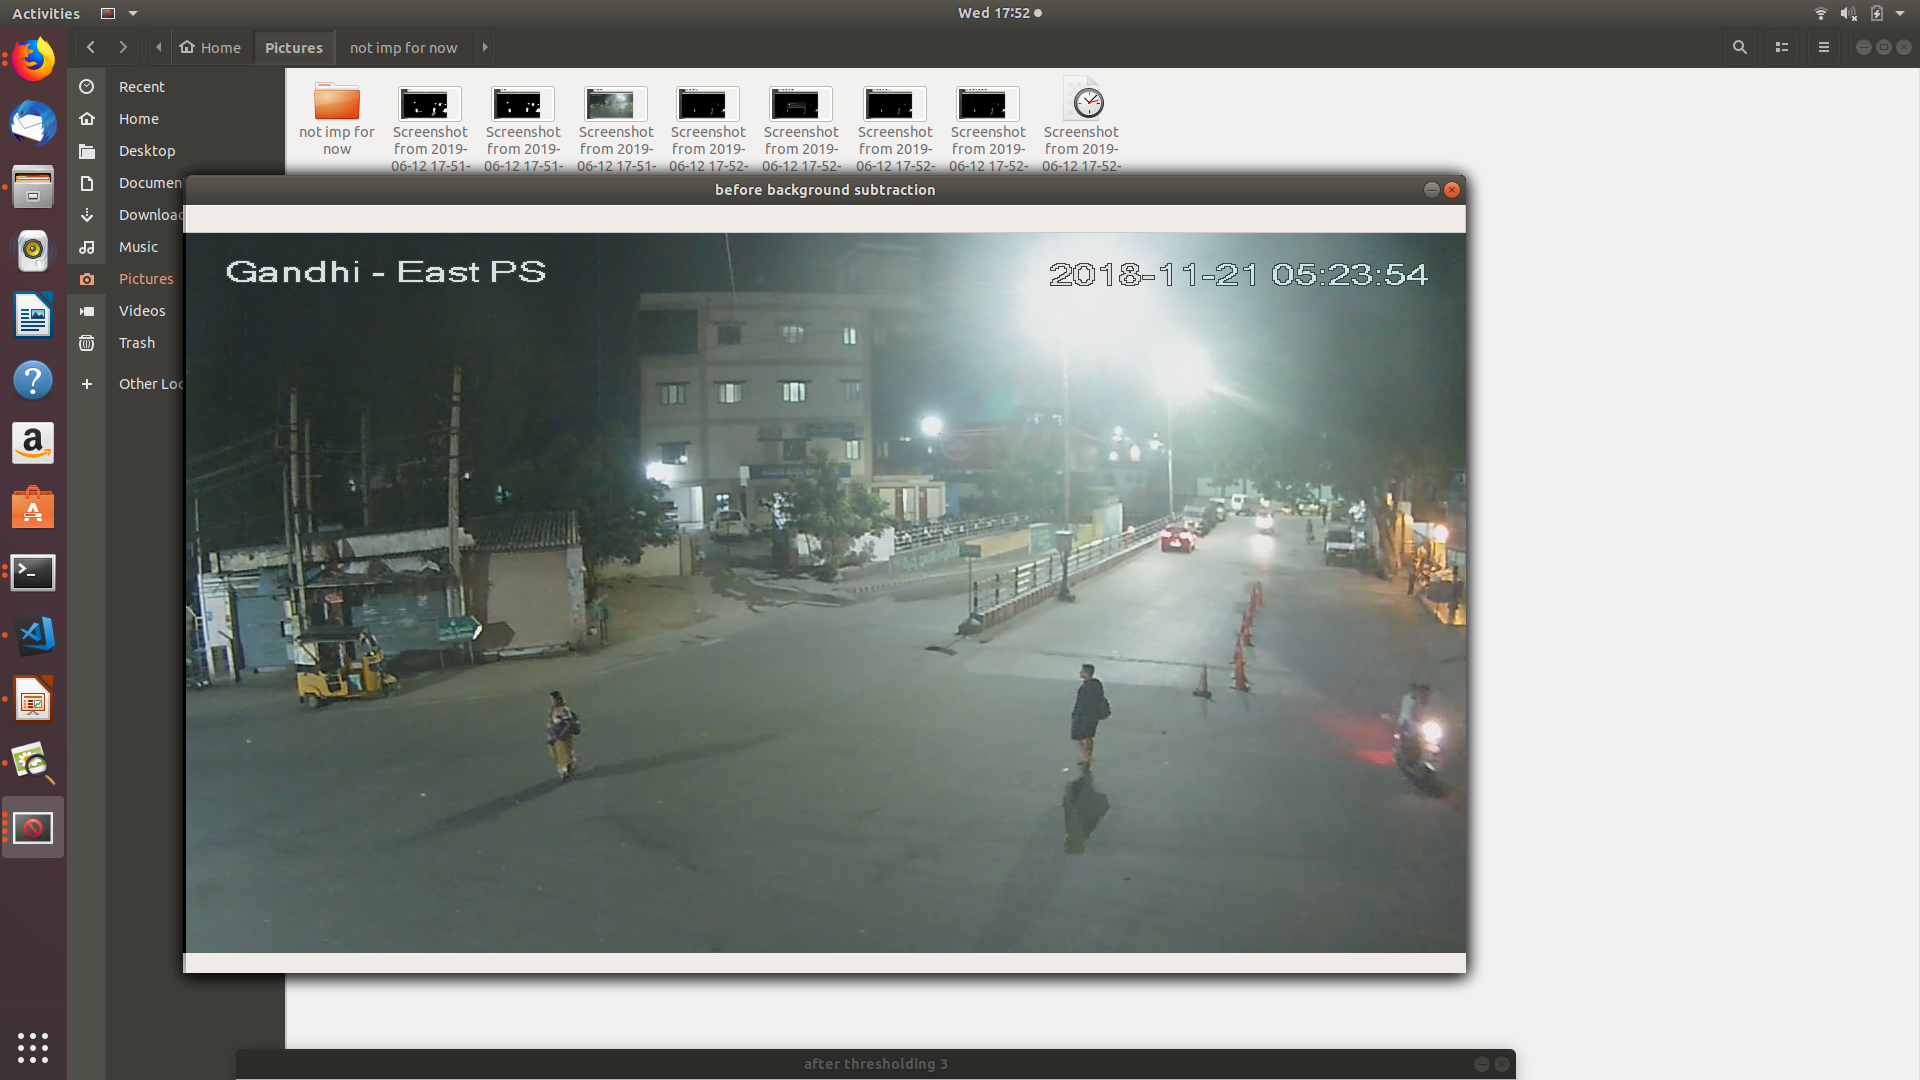 Activities
Wed 17:52
Home
Pictures
not imp for now
Recent
Home
Desktop
Documen
Downloa
Music
Pictures
Videos
Trash
Other Loc
not imp for
now
Screenshot
from 2019-
06-12 17-51-
Screenshot
from 2019-
06-12 17-51-
Screenshot
from 2019-
06-12 17-51-
Screenshot
from 2019-
06-12 17-52-
Screenshot
from 2019-
06-12 17-52-
Screenshot
from 2019-
06-12 17-52-
Screenshot
from 2019-
06-12 17-52-
Screenshot
from 2019-
06-12 17-52-
before background subtraction
Gandhi - East PS
2018-11-21 05:23:54
after thresholding 3